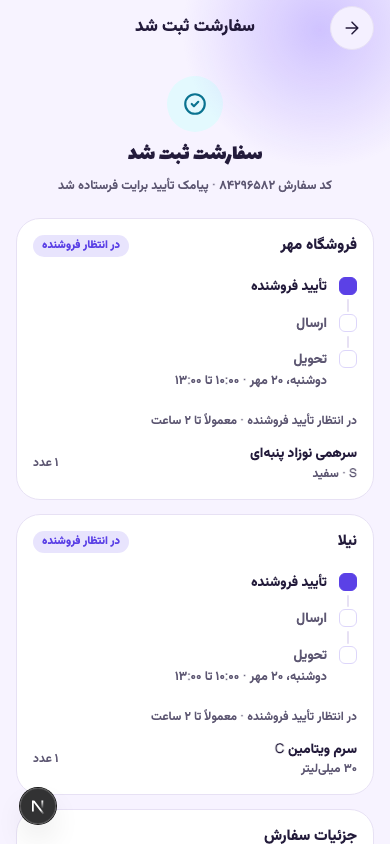 سفارشت ثبت شد
سفارشت ثبت شد
کد سفارش ۸۴۲۹۶۵۸۲ · پیامک تأیید برایت فرستاده شد
فروشگاه مهر
در انتظار فروشنده
تأیید فروشنده
ارسال
تحویل
دوشنبه، ۲۰ مهر · ۱۰:۰۰ تا ۱۳:۰۰
در انتظار تأیید فروشنده · معمولاً تا ۲ ساعت
سرهمی نوزاد پنبه‌ای
۱ عدد
S · سفید
نیلا
در انتظار فروشنده
تأیید فروشنده
ارسال
تحویل
دوشنبه، ۲۰ مهر · ۱۰:۰۰ تا ۱۳:۰۰
در انتظار تأیید فروشنده · معمولاً تا ۲ ساعت
سرم ویتامین C
۱ عدد
۳۰ میلی‌لیتر
N
جزئیات سفارش